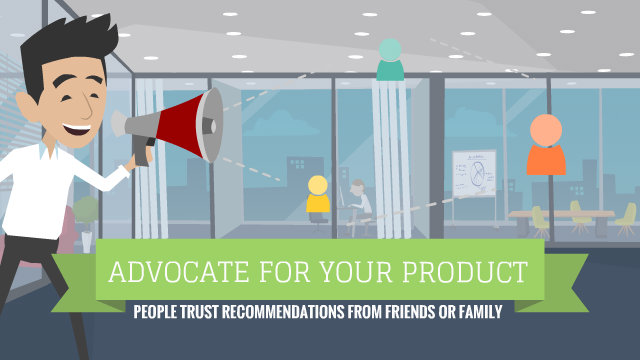 ADVOCATE FOR YOUR PRODUCT
PEOPLE TRUST RECOMMENDATIONS FROM FRIENDS OR FAMILY